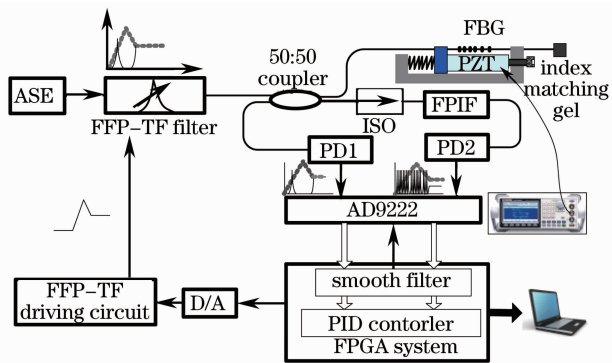 FBG
50:50
coupler
PZT
index
matching
gel
ASE
FFP-TF filter
ISO
FPIF
PD1
PD2
AD9222
smooth filter
PID contorler
FPGA system
D/A
FFP-TF
driving circuit